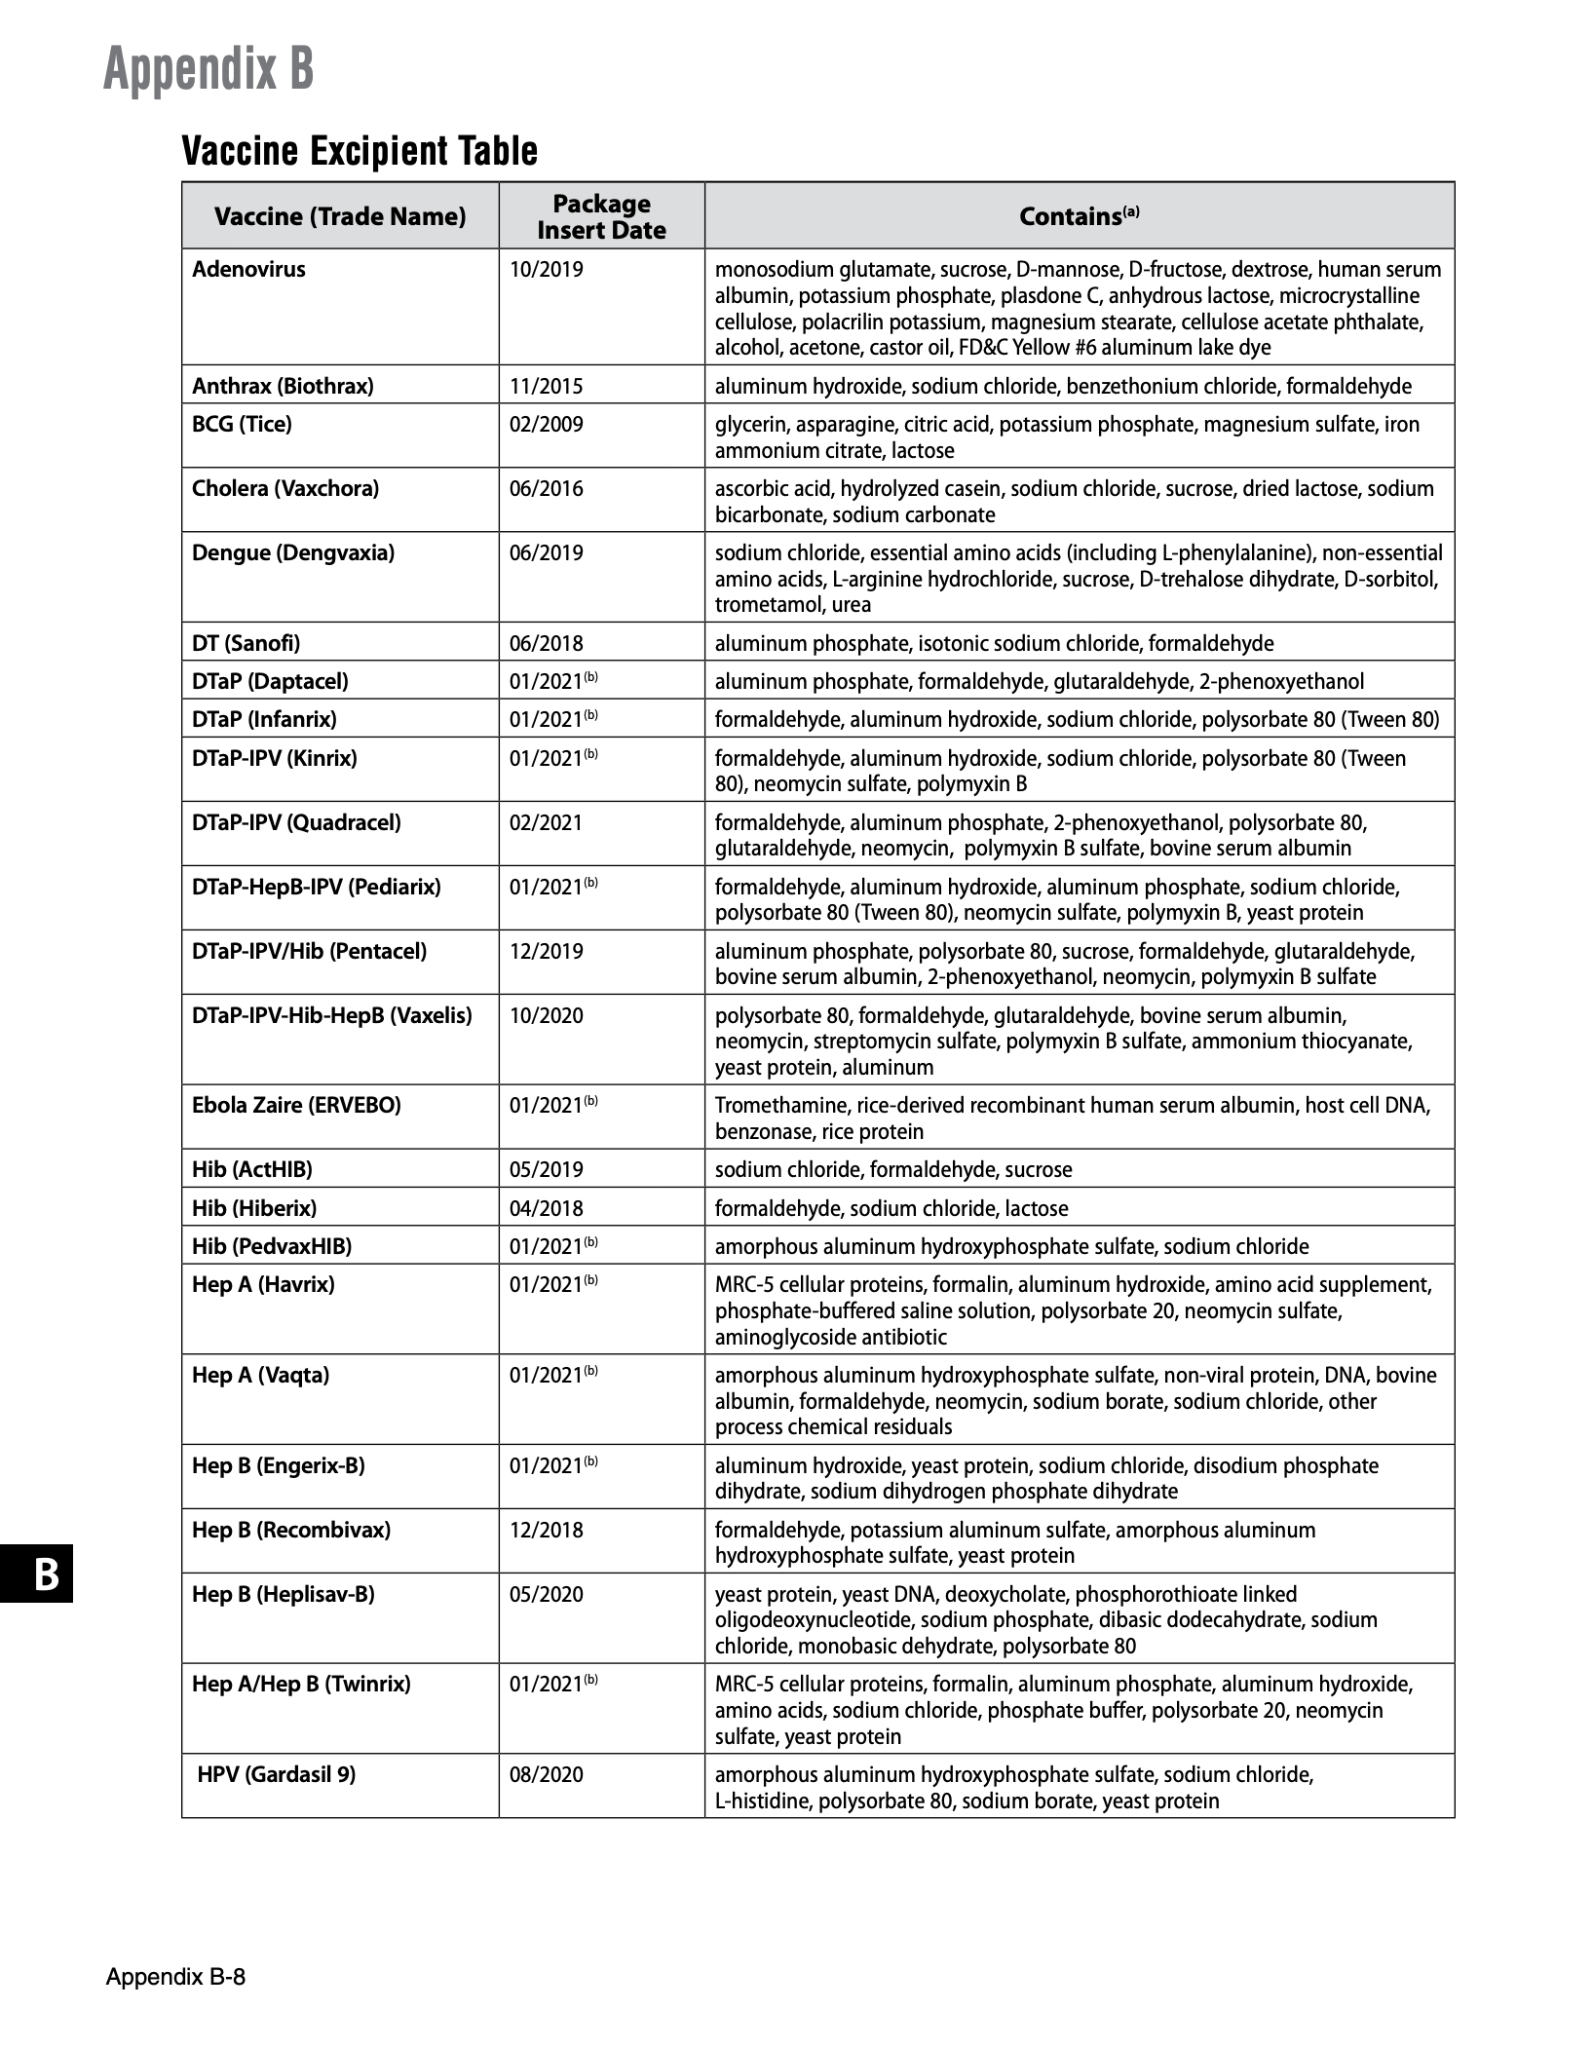 Appendix B
Vaccine Excipient Table
Vaccine (Trade Name)
Package
Insert Date
Contains(a)
Adenovirus
10/2019
monosodium glutamate, sucrose, D-mannose, D-fructose, dextrose, human serum
albumin, potassium phosphate, plasdone C, anhydrous lactose, microcrystalline
cellulose, polacrilin potassium, magnesium stearate, cellulose acetate phthalate,
alcohol, acetone, castor oil, FD&C Yellow #6 aluminum lake dye
Anthrax (Biothrax)
11/2015
aluminum hydroxide, sodium chloride, benzethonium chloride, formaldehyde
BCG (Tice)
02/2009
glycerin, asparagine, citric acid, potassium phosphate, magnesium sulfate, iron
ammonium citrate, lactose
Cholera (Vaxchora)
06/2016
ascorbic acid, hydrolyzed casein, sodium chloride, sucrose, dried lactose, sodium
bicarbonate, sodium carbonate
Dengue (Dengvaxia)
06/2019
sodium chloride, essential amino acids (including L-phenylalanine), non-essential
amino acids, L-arginine hydrochloride, sucrose, D-trehalose dihydrate, D-sorbitol,
trometamol, urea
DT (Sanofi)
06/2018
aluminum phosphate, isotonic sodium chloride, formaldehyde
DTaP (Daptacel)
01/2021(b)
aluminum phosphate, formaldehyde, glutaraldehyde, 2-phenoxyethanol
DTaP (Infanrix)
01/2021(b)
formaldehyde, aluminum hydroxide, sodium chloride, polysorbate 80 (Tween 80)
DTaP-IPV (Kinrix)
01/2021(b)
formaldehyde, aluminum hydroxide, sodium chloride, polysorbate 80 (Tween
80), neomycin sulfate, polymyxin B
DTaP-IPV (Quadracel)
02/2021
formaldehyde, aluminum phosphate, 2-phenoxyethanol, polysorbate 80,
glutaraldehyde, neomycin, polymyxin B sulfate, bovine serum albumin
DTaP-HepB-IPV (Pediarix)
01/2021(b)
formaldehyde, aluminum hydroxide, aluminum phosphate, sodium chloride,
polysorbate 80 (Tween 80), neomycin sulfate, polymyxin B, yeast protein
DTaP-IPV/Hib (Pentacel)
12/2019
aluminum phosphate, polysorbate 80, sucrose, formaldehyde, glutaraldehyde,
bovine serum albumin, 2-phenoxyethanol, neomycin, polymyxin B sulfate
DTaP-IPV-Hib-HepB (Vaxelis)
10/2020
polysorbate 80, formaldehyde, glutaraldehyde, bovine serum albumin,
neomycin, streptomycin sulfate, polymyxin B sulfate, ammonium thiocyanate,
yeast protein, aluminum
Ebola Zaire (ERVEBO)
01/2021(b)
Tromethamine, rice-derived recombinant human serum albumin, host cell DNA,
benzonase, rice protein
Hib (ActHIB)
05/2019
sodium chloride, formaldehyde, sucrose
Hib (Hiberix)
04/2018
formaldehyde, sodium chloride, lactose
Hib (PedvaxHIB)
01/2021(b)
amorphous aluminum hydroxyphosphate sulfate, sodium chloride
Hep A (Havrix)
01/2021(b)
MRC-5 cellular proteins, formalin, aluminum hydroxide, amino acid supplement,
phosphate-buffered saline solution, polysorbate 20, neomycin sulfate,
aminoglycoside antibiotic
Hep A (Vaqta)
01/2021(b)
amorphous aluminum hydroxyphosphate sulfate, non-viral protein, DNA, bovine
albumin, formaldehyde, neomycin, sodium borate, sodium chloride, other
process chemical residuals
Hep B (Engerix-B)
01/2021(b)
aluminum hydroxide, yeast protein, sodium chloride, disodium phosphate
dihydrate, sodium dihydrogen phosphate dihydrate
Hep B (Recombivax)
12/2018
formaldehyde, potassium aluminum sulfate, amorphous aluminum
hydroxyphosphate sulfate, yeast protein
Hep B (Heplisav-B)
05/2020
yeast protein, yeast DNA, deoxycholate, phosphorothioate linked
oligodeoxynucleotide, sodium phosphate, dibasic dodecahydrate, sodium
chloride, monobasic dehydrate, polysorbate 80
Hep A/Hep B (Twinrix)
01/2021(b)
MRC-5 cellular proteins, formalin, aluminum phosphate, aluminum hydroxide,
amino acids, sodium chloride, phosphate buffer, polysorbate 20, neomycin
sulfate, yeast protein
HPV (Gardasil 9)
08/2020
amorphous aluminum hydroxyphosphate sulfate, sodium chloride,
L-histidine, polysorbate 80, sodium borate, yeast protein
B
Appendix B-8